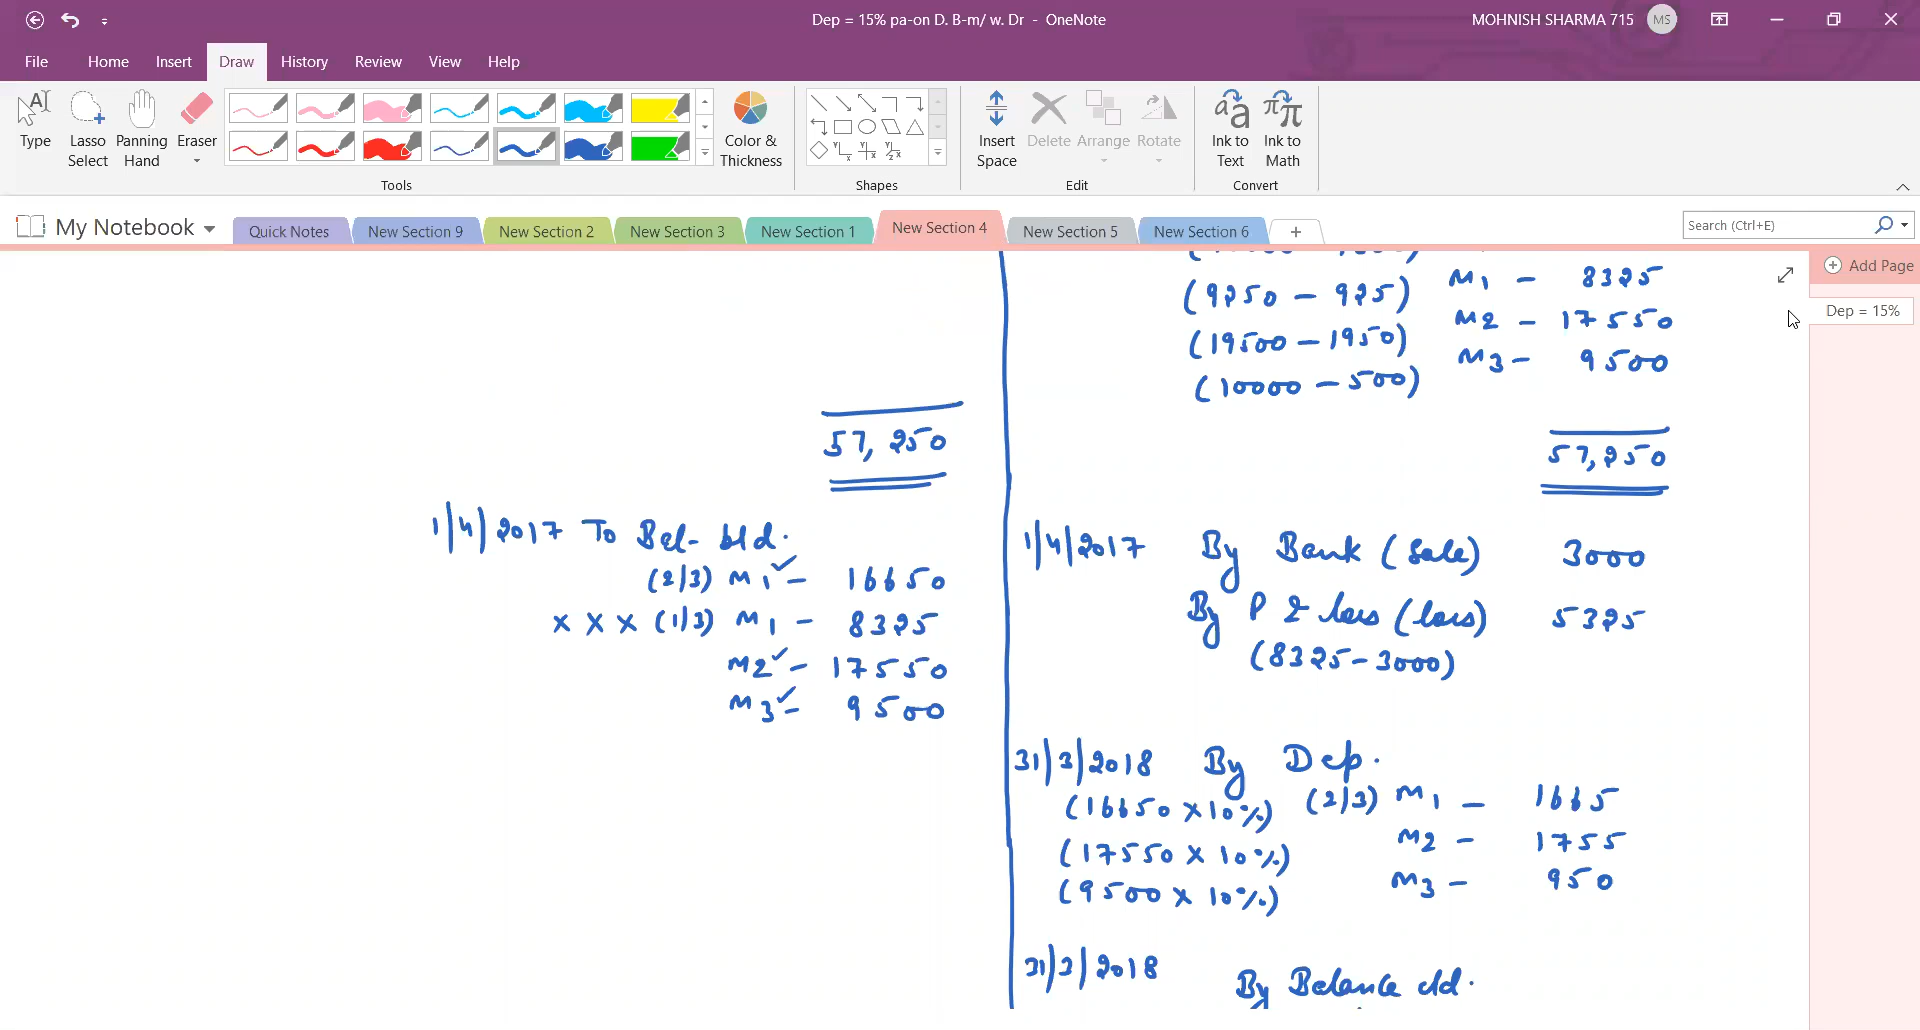 Dep = 15% pa-on D. B-m/ w. Dr - OneNote
MOHNISH SHARMA 715
MS
File Home Insert Draw History Review View Help
Type
Lasso Select
Panning Hand
Eraser
Color & Thickness
Insert Space
Delete
Arrange
Rotate
Ink to Text
Ink to Math
Tools
Shapes
Edit
Convert
My Notebook
Quick Notes
New Section 9
New Section 2
New Section 3
New Section 1
New Section 4
New Section 5
New Section 6
Search (Ctrl+E)
Add Page
Dep = 15%
57,250
1/4/2017 To Bal- b/d.
(2/3) M1 ✓ - 16650
x x x (1/3) M1 - 8325
M2 ✓ - 17550
M3 ✓ - 9500
M1 - 8325
(9250 - 925) M2 - 17550
(19500 - 1950) M3 - 9500
(10000 - 500)
57,250
1/4/2017 By Bank (Sale) 3000
By P & loss (loss) 5325
(8325-3000)
31/3/2018 By Dep.
(16650 x 10%) (2/3) M1 - 1665
(17550 x 10%) M2 - 1755
(9500 x 10%) M3 - 950
31/3/2018 By Balance c/d.